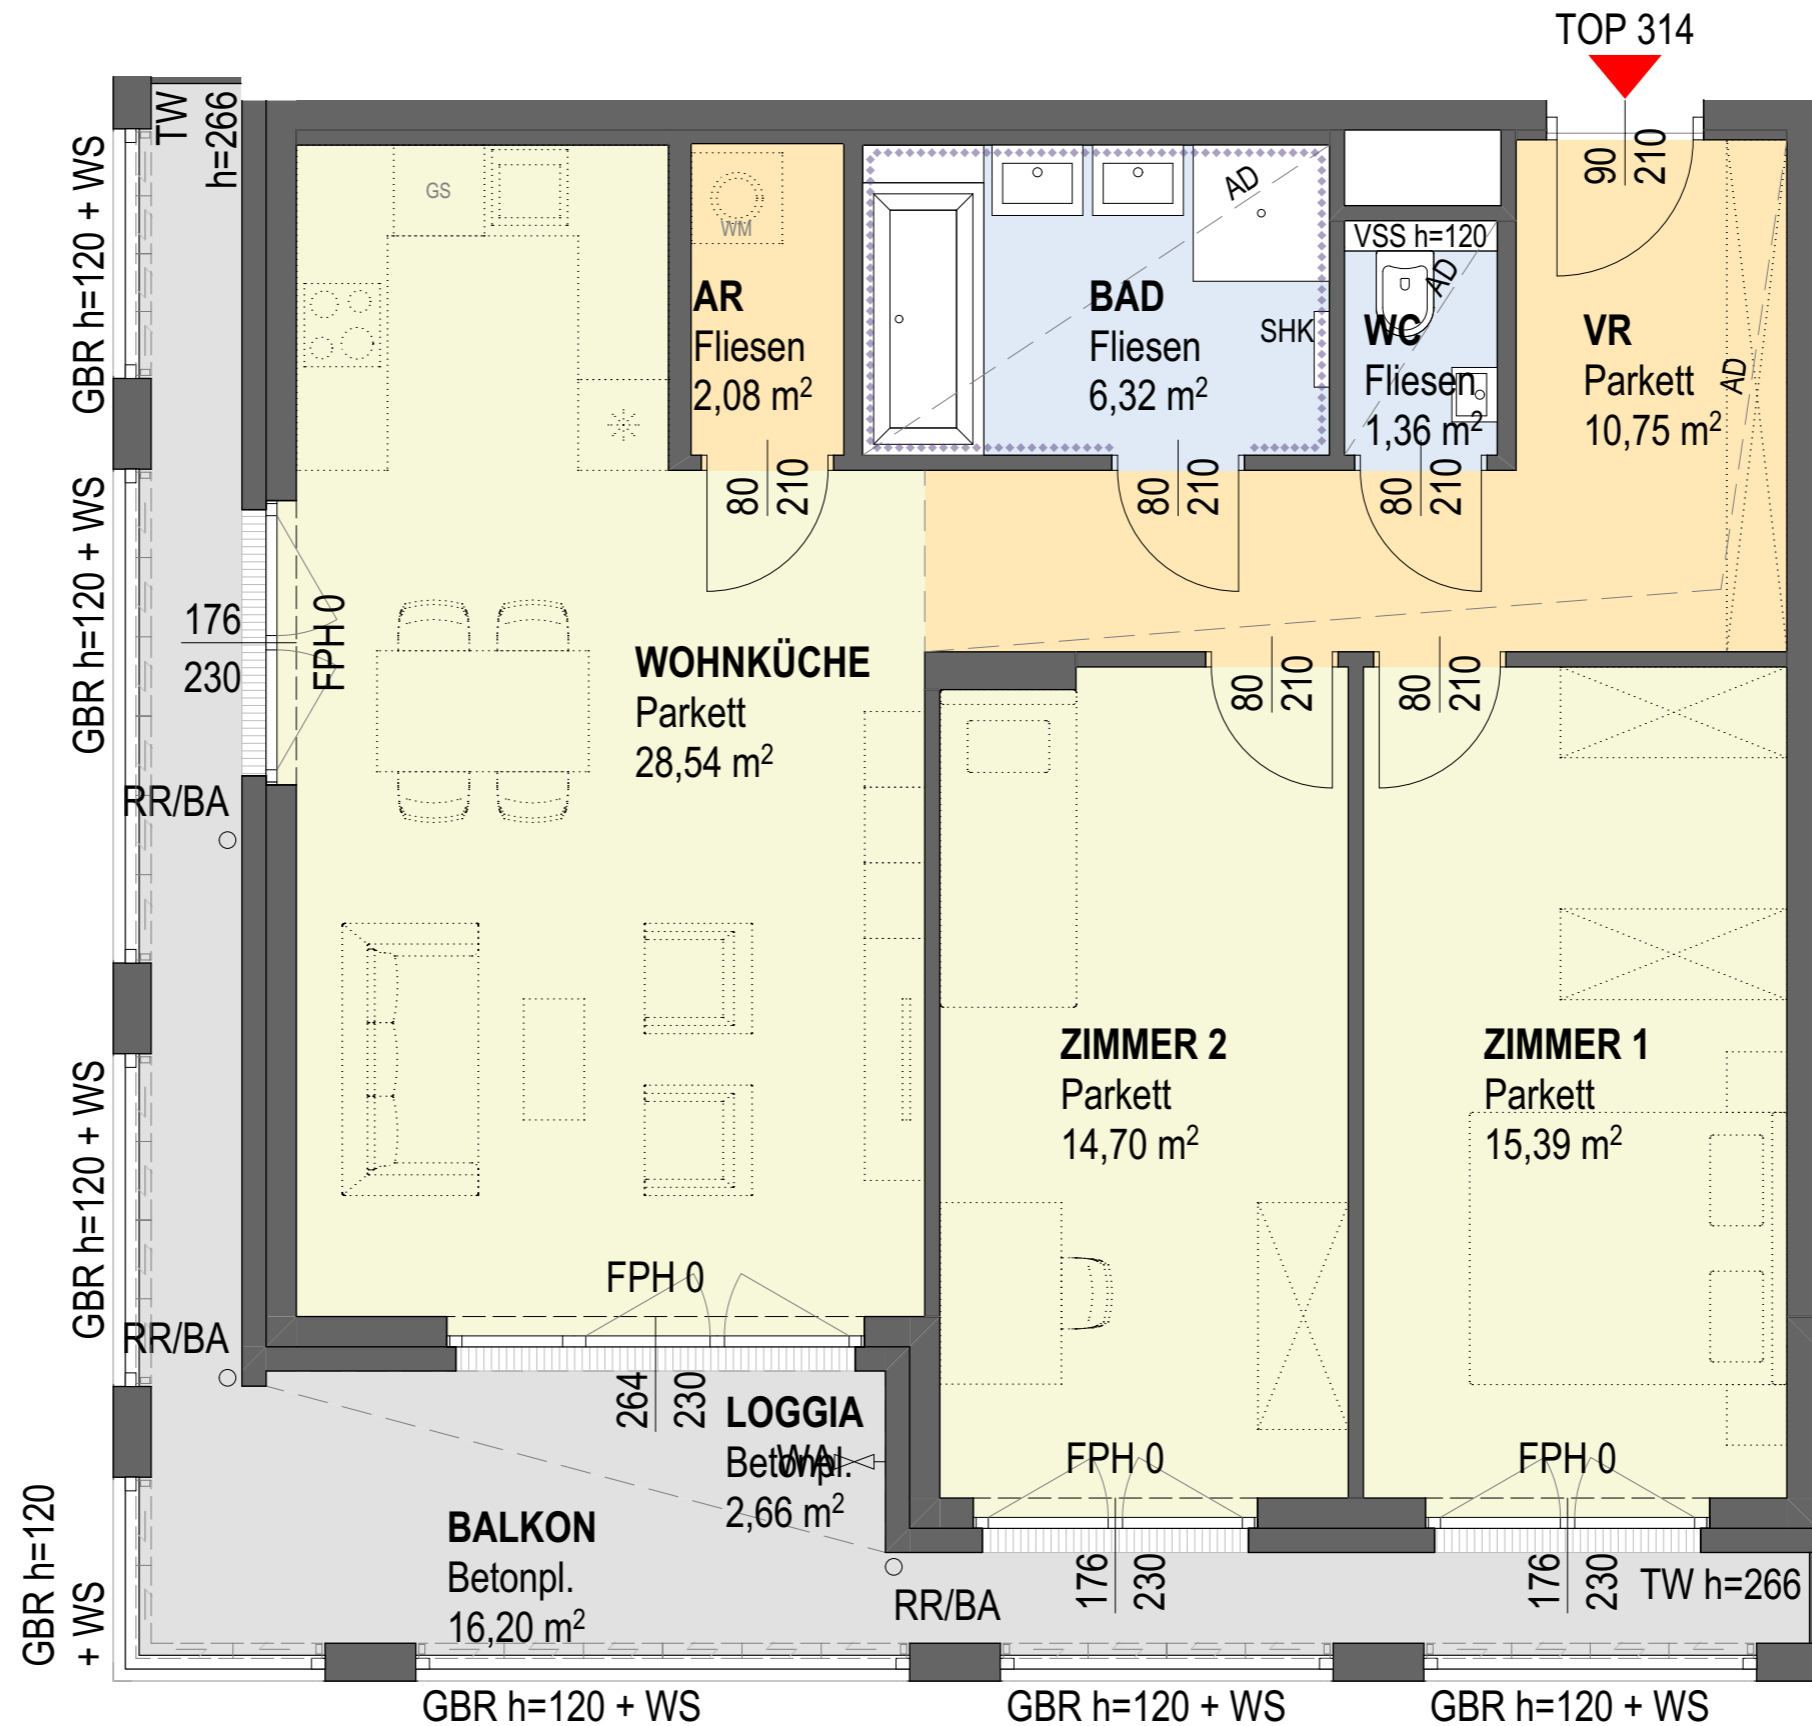 TOP 314
TW
h=266
90
210
GBR h=120 + WS
GS
WM
AD
VSS h=120
AD
AR
Fliesen
2,08 m²
BAD
Fliesen
6,32 m²
SHK
WC
Fliesen
1,36 m²
VR
Parkett
10,75 m²
AD
80
210
80
210
80
210
GBR h=120 + WS
176
230
FPH 0
WOHNKÜCHE
Parkett
28,54 m²
80
210
80
210
RR/BA
ZIMMER 2
Parkett
14,70 m²
ZIMMER 1
Parkett
15,39 m²
GBR h=120 + WS
FPH 0
RR/BA
264
230
LOGGIA
Betonpl.
2,66 m²
WA
FPH 0
FPH 0
BALKON
Betonpl.
16,20 m²
GBR h=120
+ WS
RR/BA
176
230
176
230
TW h=266
GBR h=120 + WS
GBR h=120 + WS
GBR h=120 + WS